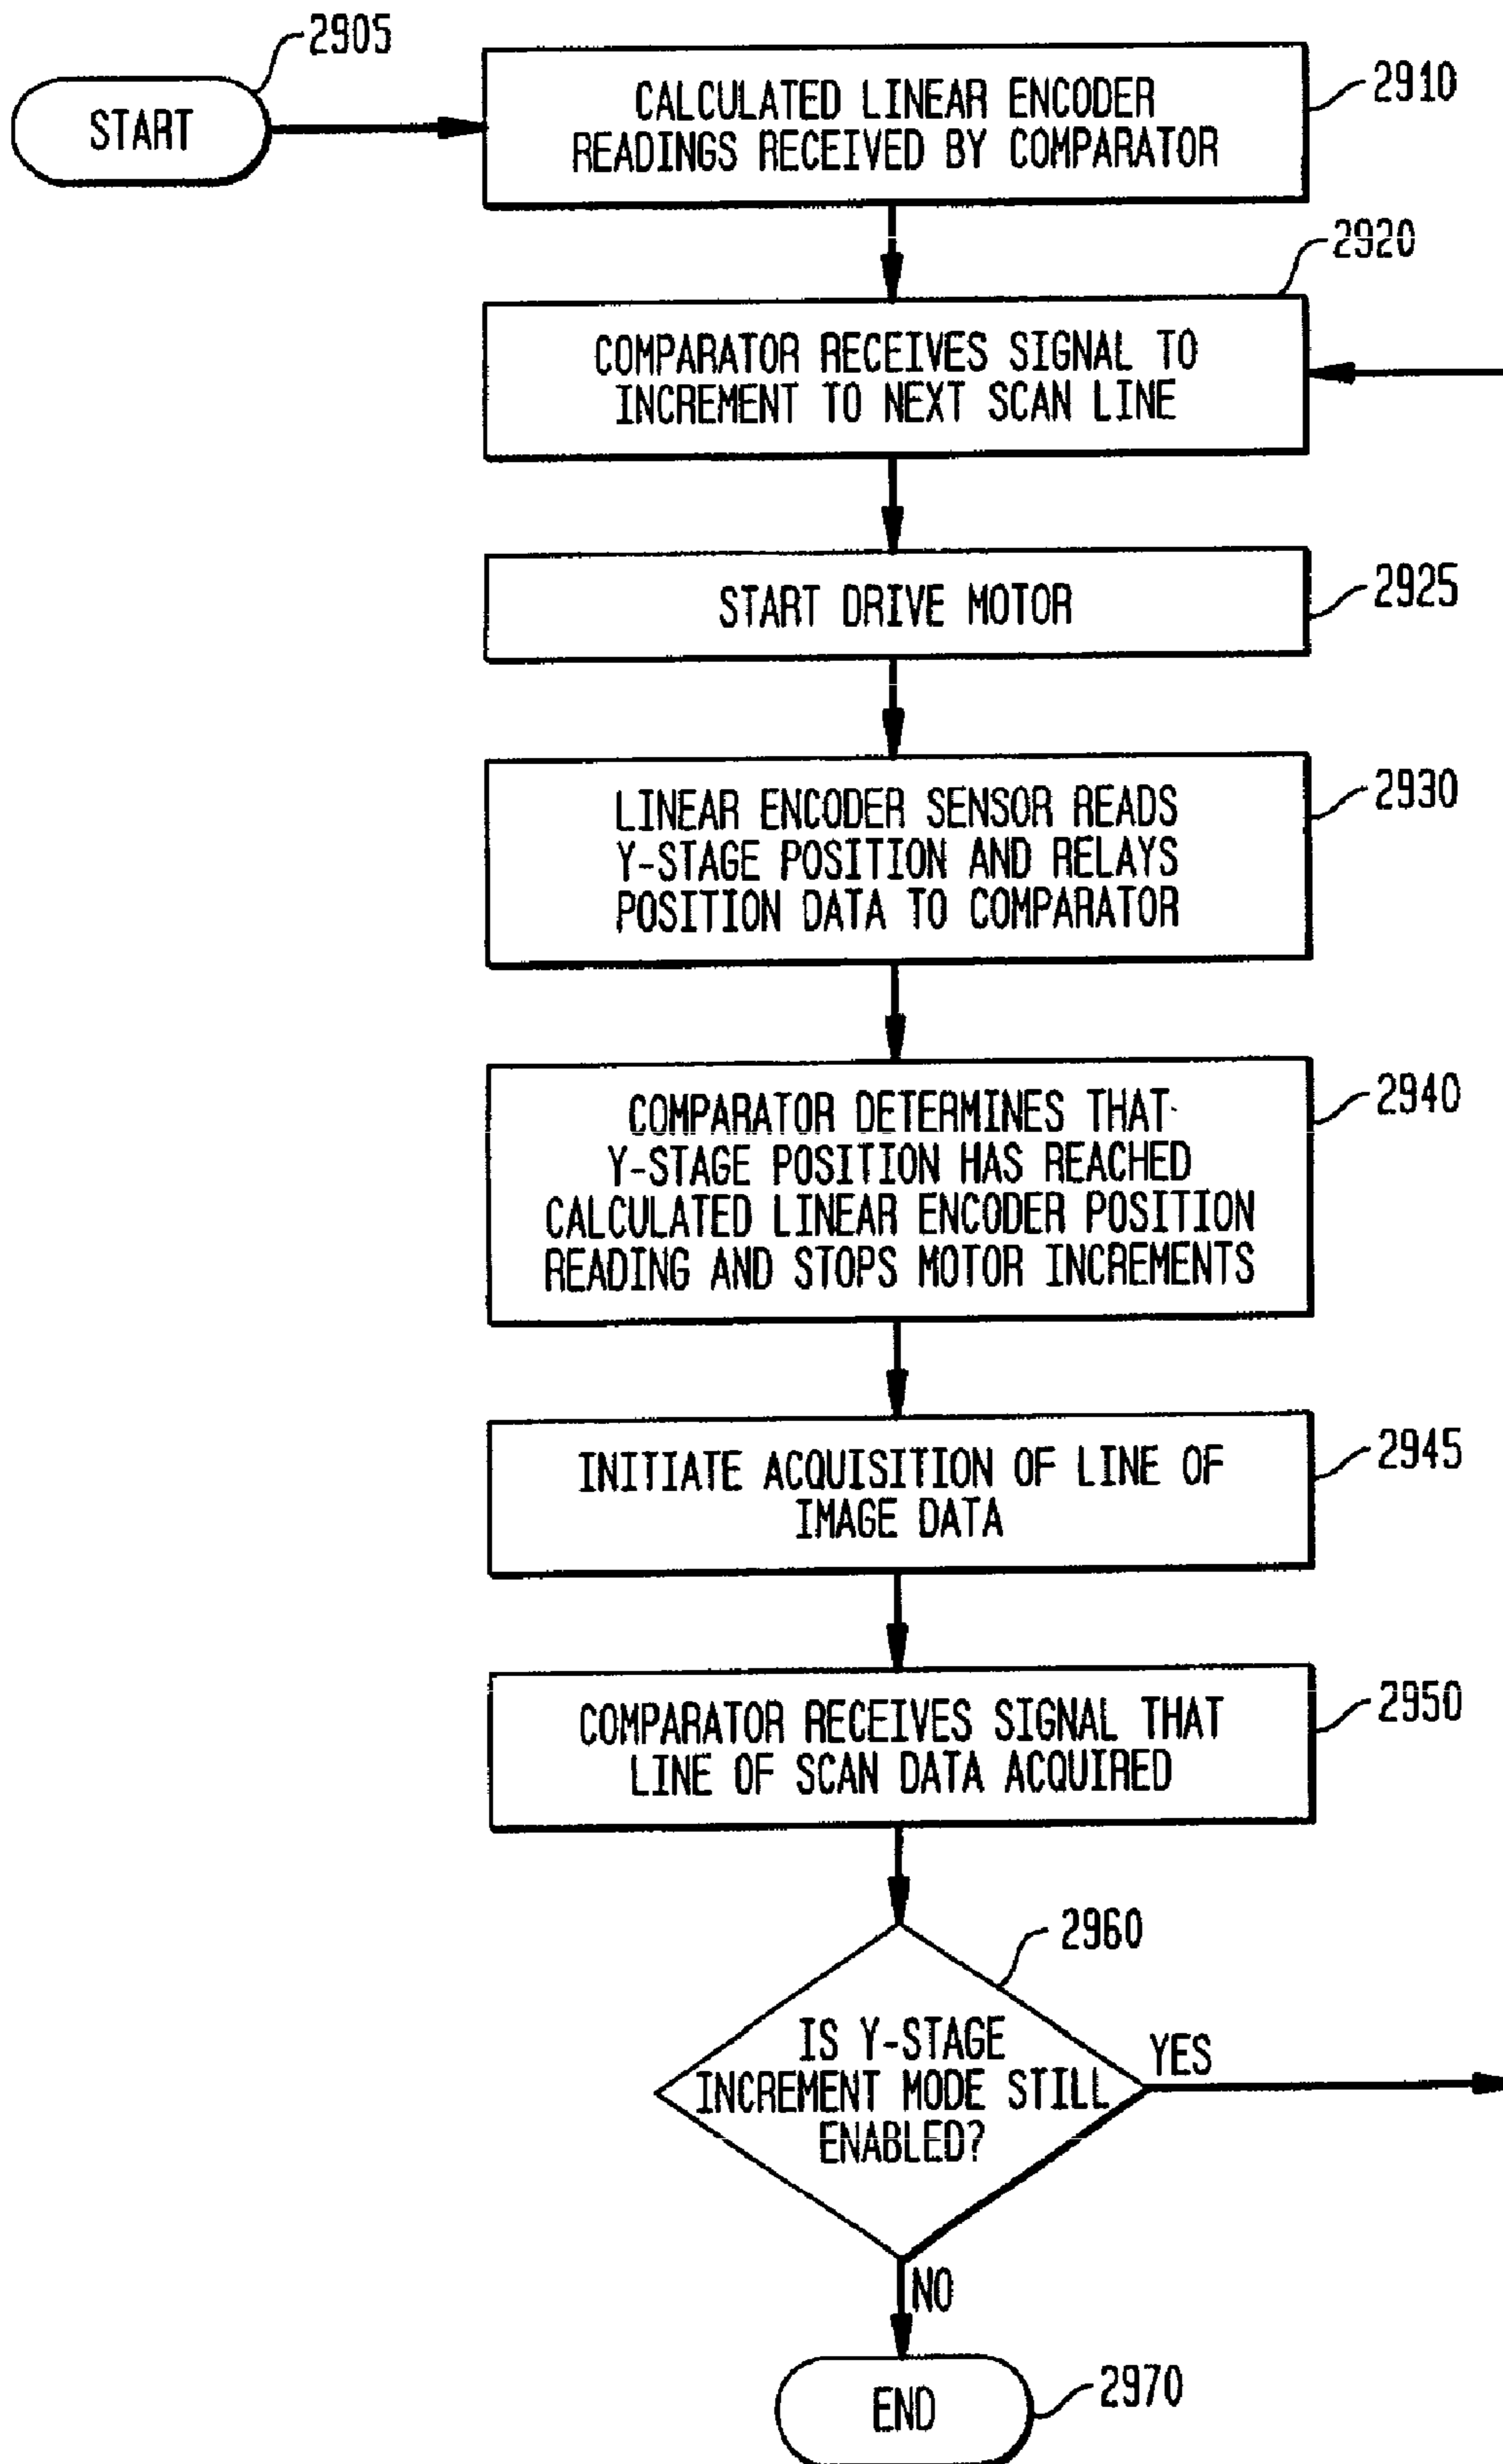 2905
START
CALCULATED LINEAR ENCODER
READINGS RECEIVED BY COMPARATOR
2910
2920
COMPARATOR RECEIVES SIGNAL TO
INCREMENT TO NEXT SCAN LINE
START DRIVE MOTOR
2925
LINEAR ENCODER SENSOR READS
Y-STAGE POSITION AND RELAYS
POSITION DATA TO COMPARATOR
2930
COMPARATOR DETERMINES THAT
Y-STAGE POSITION HAS REACHED
CALCULATED LINEAR ENCODER POSITION
READING AND STOPS MOTOR INCREMENTS
2940
INITIATE ACQUISITION OF LINE OF
IMAGE DATA
2945
COMPARATOR RECEIVES SIGNAL THAT
LINE OF SCAN DATA ACQUIRED
2950
2960
IS Y-STAGE
INCREMENT MODE STILL
ENABLED?
YES
NO
END
2970